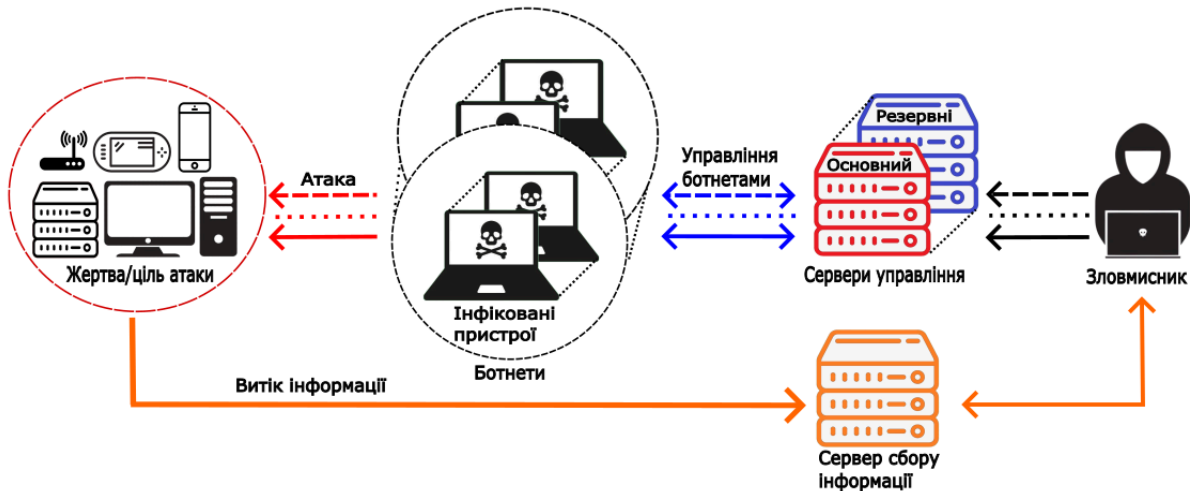 Атака
Жертва/ціль атаки
Інфіковані
пристрої
Ботнети
Управління
ботнетами
Резервні
Основний
Сервери управління
Зловмисник
Витік інформації
Сервер сбору
інформації